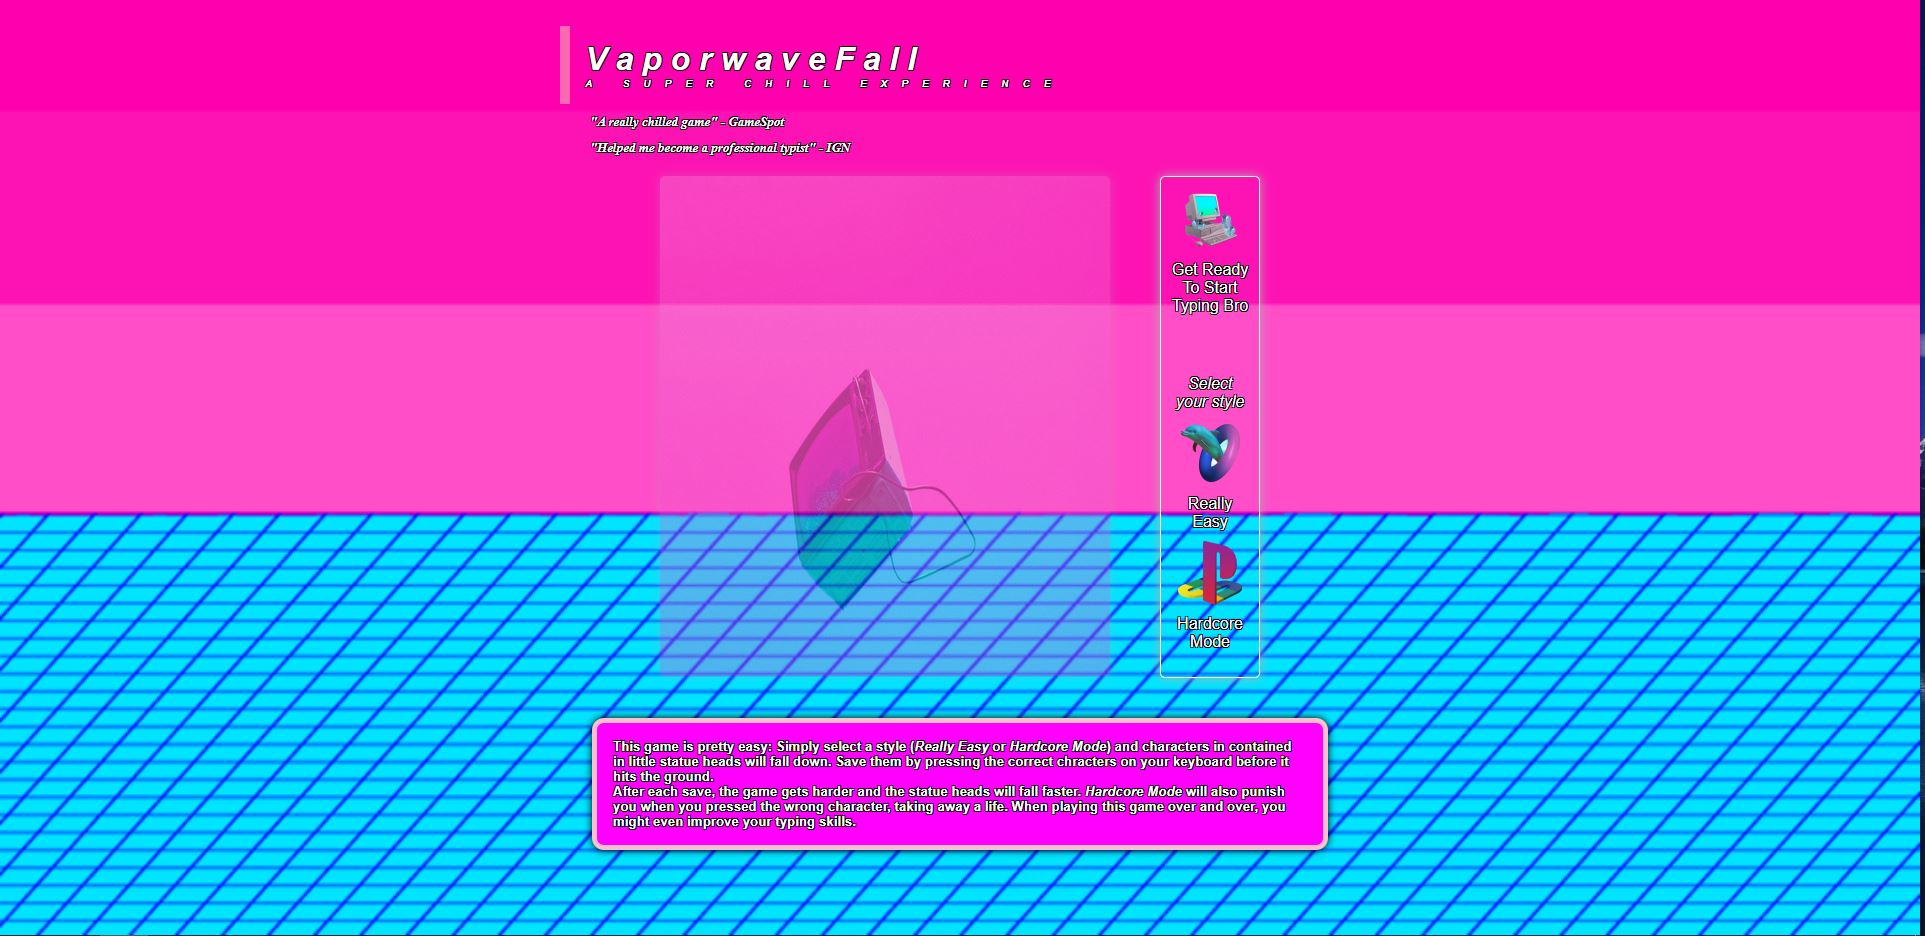 VaporwaveFall
A SUPER CHILL EXPERIENCE
"A really chilled game" - GameSpot
"Helped me become a professional typist" - IGN
Get Ready
To Start
Typing Bro
Select
your style
Really
Easy
Hardcore
Mode
This game is pretty easy: Simply select a style (Really Easy or Hardcore Mode) and characters in contained
in little statue heads will fall down. Save them by pressing the correct chracters on your keyboard before it
hits the ground.
After each save, the game gets harder and the statue heads will fall faster. Hardcore Mode will also punish
you when you pressed the wrong character, taking away a life. When playing this game over and over, you
might even improve your typing skills.